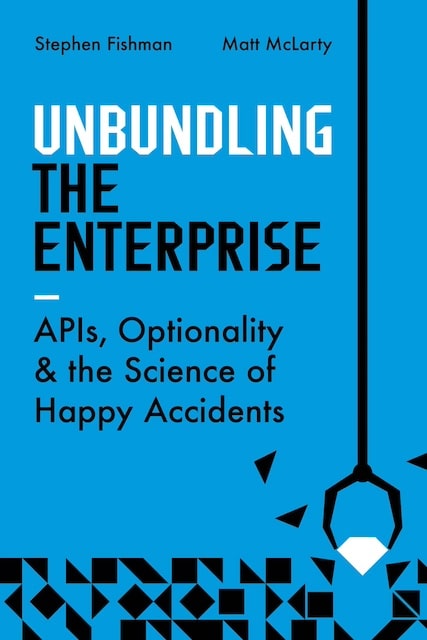 Stephen Fishman Matt McLarty
UNBUNDLING
THE
ENTERPRISE
APIs, Optionality
& the Science of
Happy Accidents